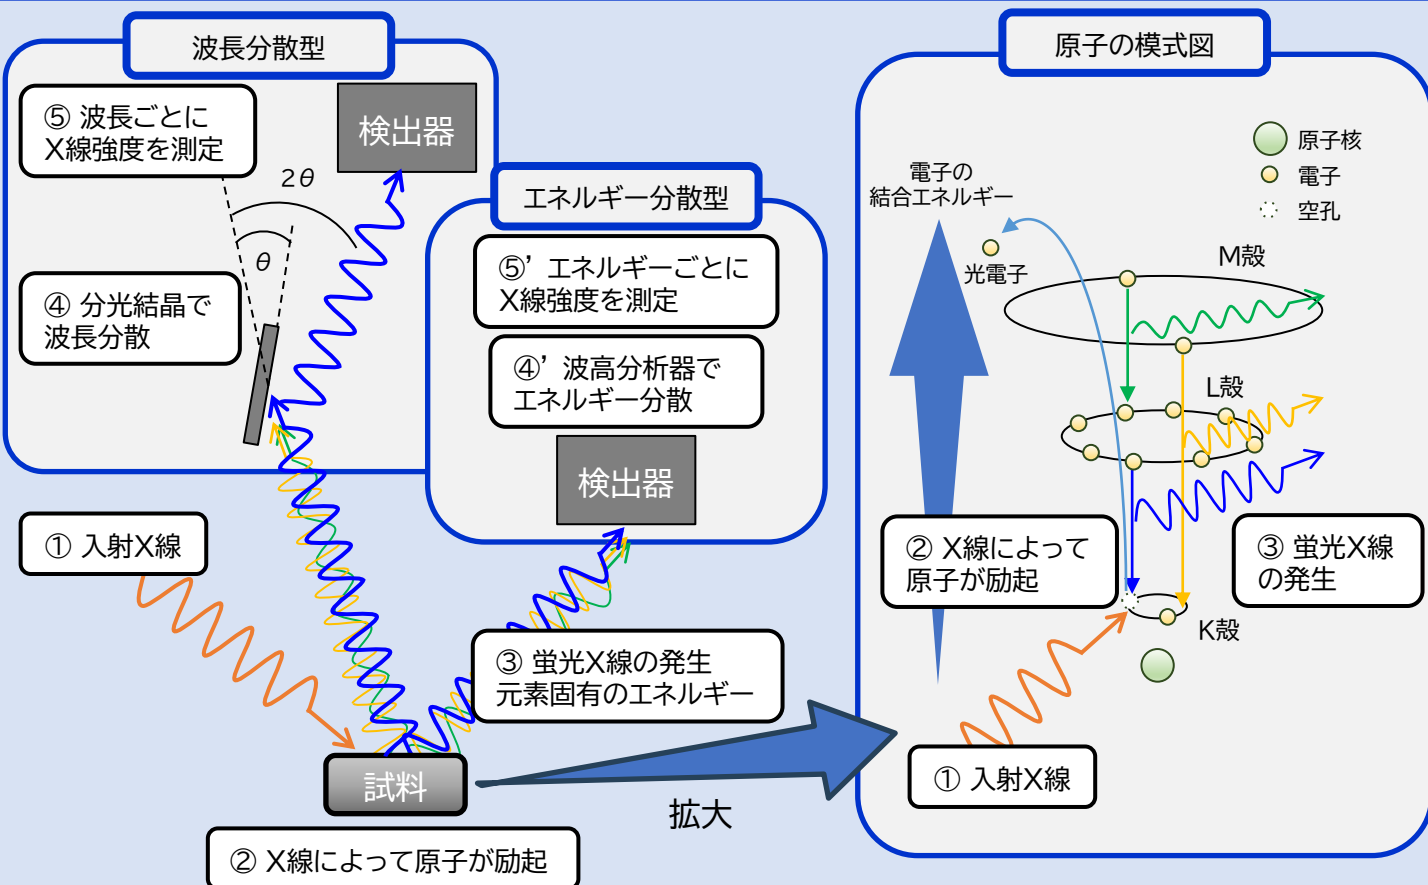 波長分散型
⑤ 波長ごとに
X線強度を測定
検出器
2θ
θ
④ 分光結晶で
波長分散
エネルギー分散型
⑤’ エネルギーごとに
X線強度を測定
④’ 波高分析器で
エネルギー分散
検出器
① 入射X線
③ 蛍光X線の発生
元素固有のエネルギー
試料
② X線によって原子が励起
拡大
原子の模式図
原子核
電子
空孔
電子の
結合エネルギー
光電子
M殻
L殻
② X線によって
原子が励起
③ 蛍光X線
の発生
K殻
① 入射X線